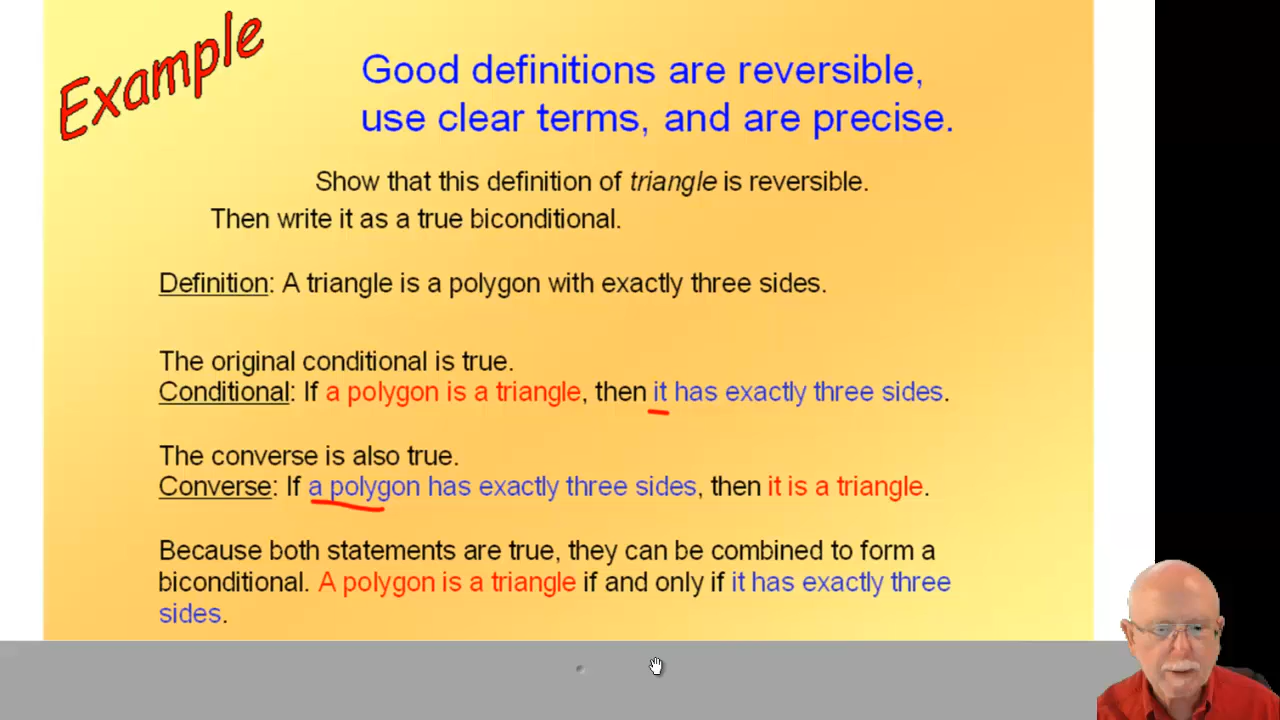 Example
Good definitions are reversible,
use clear terms, and are precise.
Show that this definition of triangle is reversible.
Then write it as a true biconditional.
Definition: A triangle is a polygon with exactly three sides.
The original conditional is true.
Conditional: If a polygon is a triangle, then it has exactly three sides.
The converse is also true.
Converse: If a polygon has exactly three sides, then it is a triangle.
Because both statements are true, they can be combined to form a
biconditional. A polygon is a triangle if and only if it has exactly three
sides.